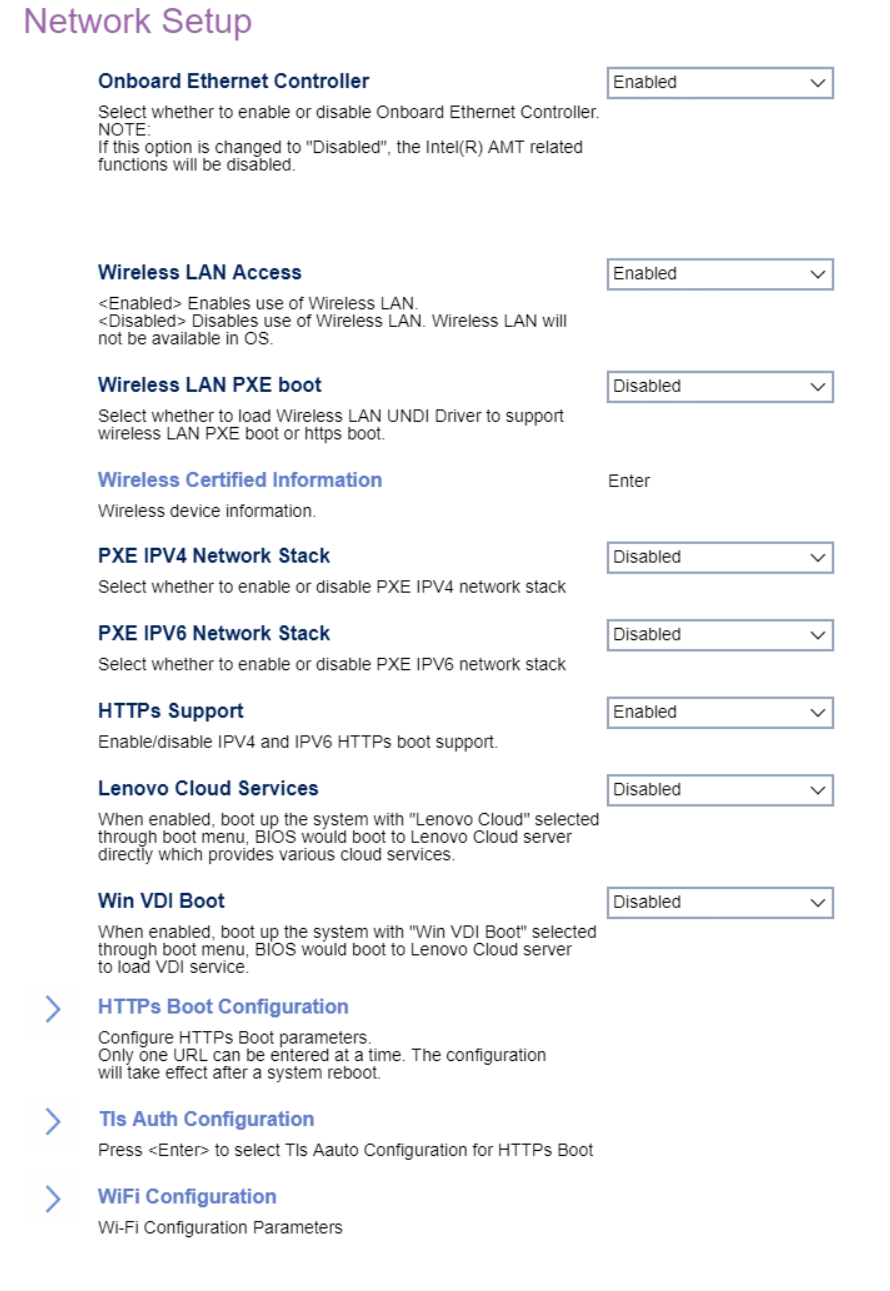 Network Setup
Onboard Ethernet Controller
Enabled
Select whether to enable or disable Onboard Ethernet Controller.
NOTE:
If this option is changed to "Disabled", the Intel(R) AMT related
functions will be disabled.
Wireless LAN Access
Enabled
<Enabled> Enables use of Wireless LAN.
<Disabled> Disables use of Wireless LAN. Wireless LAN will
not be available in OS.
Wireless LAN PXE boot
Disabled
Select whether to load Wireless LAN UNDI Driver to support
wireless LAN PXE boot or https boot.
Wireless Certified Information
Enter
Wireless device information.
PXE IPV4 Network Stack
Disabled
Select whether to enable or disable PXE IPV4 network stack
PXE IPV6 Network Stack
Disabled
Select whether to enable or disable PXE IPV6 network stack
HTTPs Support
Enabled
Enable/disable IPV4 and IPV6 HTTPs boot support.
Lenovo Cloud Services
Disabled
When enabled, boot up the system with "Lenovo Cloud" selected
through boot menu, BIOS would boot to Lenovo Cloud server
directly which provides various cloud services.
Win VDI Boot
Disabled
When enabled, boot up the system with "Win VDI Boot" selected
through boot menu, BIOS would boot to Lenovo Cloud server
to load VDI service.
HTTPs Boot Configuration
Configure HTTPs Boot parameters.
Only one URL can be entered at a time. The configuration
will take effect after a system reboot.
Tls Auth Configuration
Press <Enter> to select Tls Aauto Configuration for HTTPs Boot
WiFi Configuration
Wi-Fi Configuration Parameters